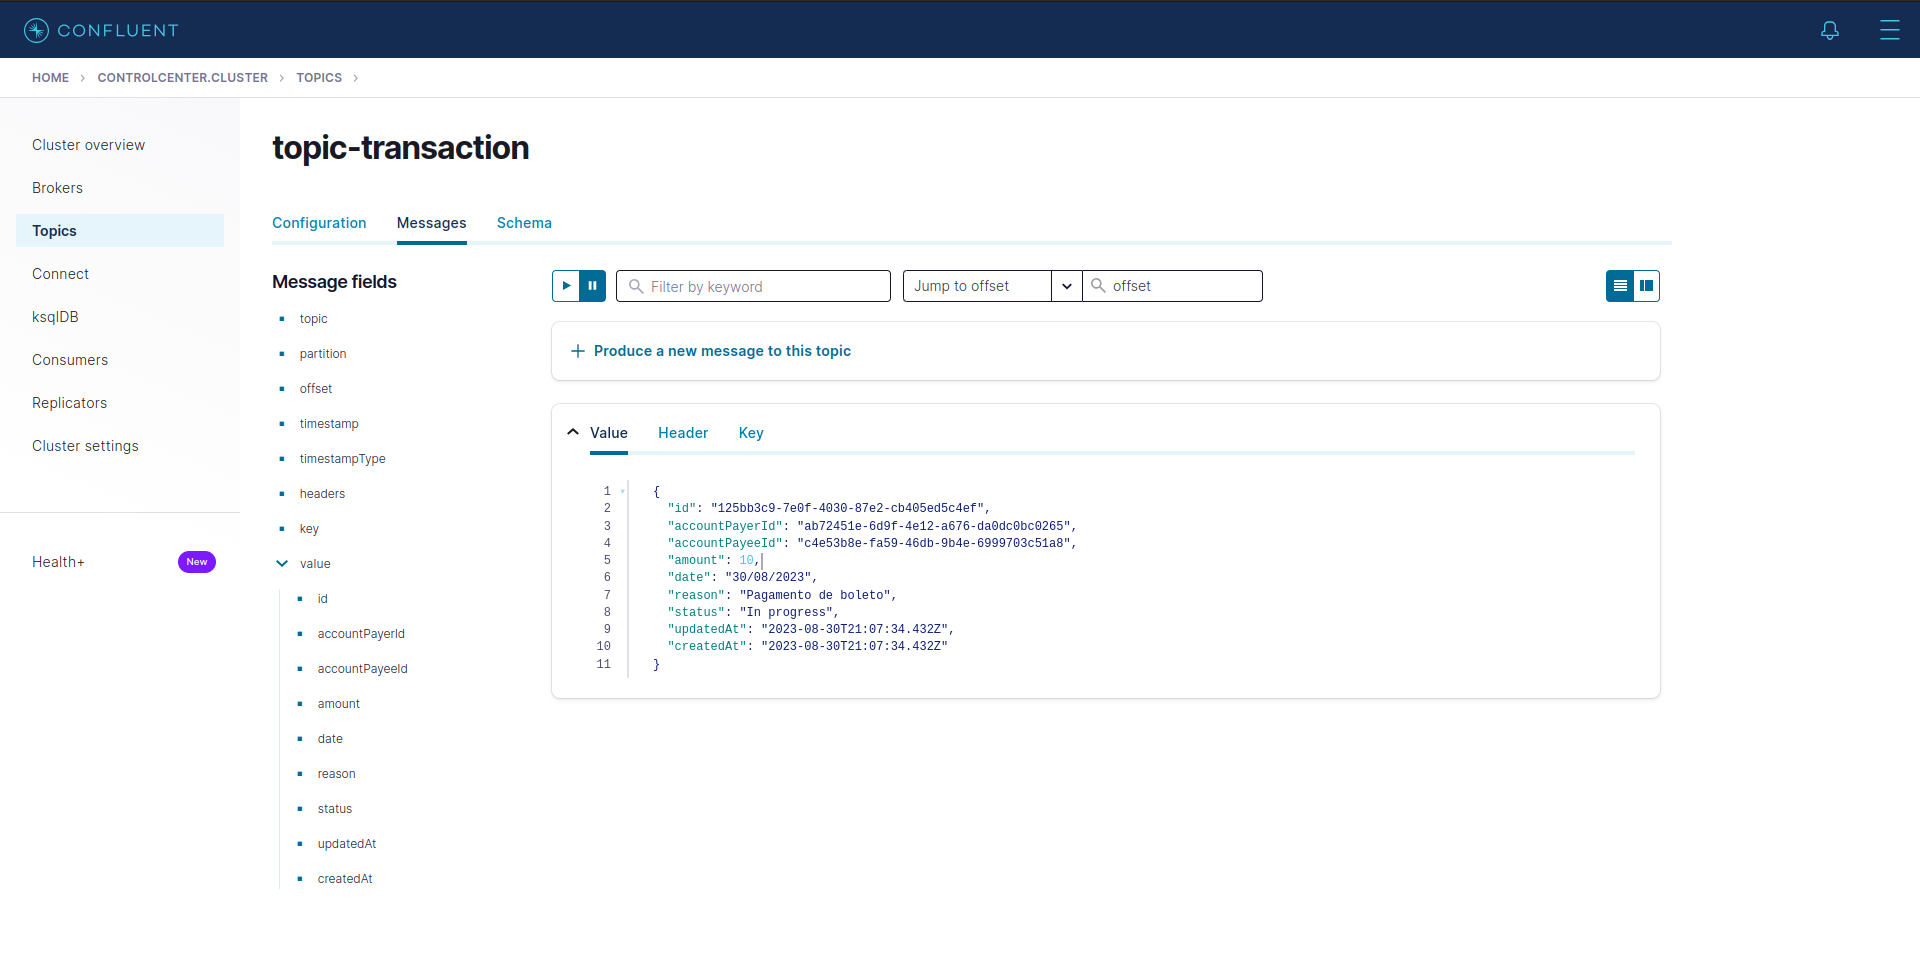 CONFLUENT
HOME > CONTROLCENTER.CLUSTER > TOPICS >
Cluster overview
Brokers
Topics
Connect
ksqlDB
Consumers
Replicators
Cluster settings
Health+ New
topic-transaction
Configuration Messages Schema
Message fields
topic
partition
offset
timestamp
timestampType
headers
key
value
id
accountPayerId
accountPayeeId
amount
date
reason
status
updatedAt
createdAt
Filter by keyword Jump to offset offset
Produce a new message to this topic
Value Header Key
1 {
2 "id": "125bb3c9-7e0f-4030-87e2-cb405ed5c4ef",
3 "accountPayerId": "ab72451e-6d9f-4e12-a676-da0dc0bc0265",
4 "accountPayeeId": "c4e53b8e-fa59-46db-9b4e-6999703c51a8",
5 "amount": 10,
6 "date": "30/08/2023",
7 "reason": "Pagamento de boleto",
8 "status": "In progress",
9 "updatedAt": "2023-08-30T21:07:34.432Z",
10 "createdAt": "2023-08-30T21:07:34.432Z"
11 }